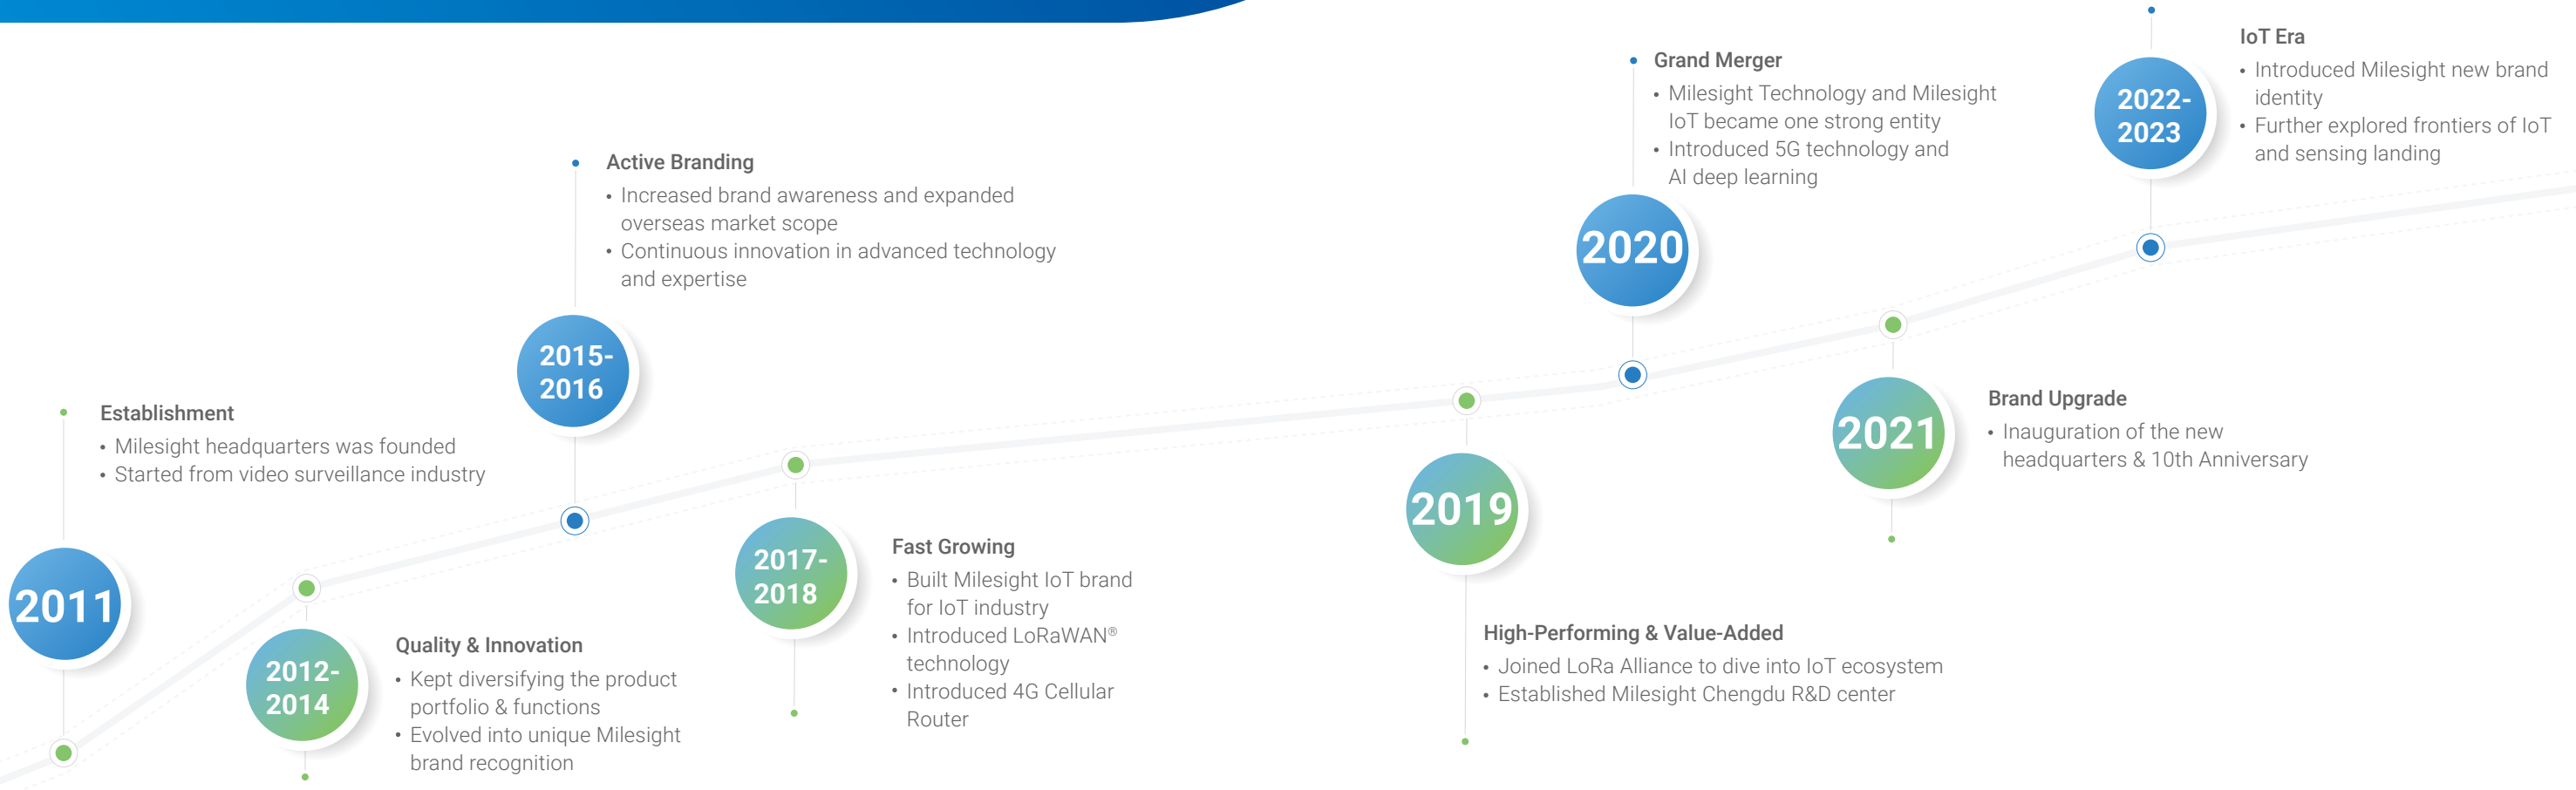 2011
Establishment
• Milesight headquarters was founded
• Started from video surveillance industry
2012-
2014
Quality & Innovation
• Kept diversifying the product
portfolio & functions
• Evolved into unique Milesight
brand recognition
2015-
2016
Active Branding
• Increased brand awareness and expanded
overseas market scope
• Continuous innovation in advanced technology
and expertise
2017-
2018
Fast Growing
• Built Milesight IoT brand
for IoT industry
• Introduced LoRaWAN®
technology
• Introduced 4G Cellular
Router
2019
High-Performing & Value-Added
• Joined LoRa Alliance to dive into IoT ecosystem
• Established Milesight Chengdu R&D center
2020
Grand Merger
• Milesight Technology and Milesight
IoT became one strong entity
• Introduced 5G technology and
AI deep learning
2021
Brand Upgrade
• Inauguration of the new
headquarters & 10th Anniversary
2022-
2023
IoT Era
• Introduced Milesight new brand
identity
• Further explored frontiers of IoT
and sensing landing